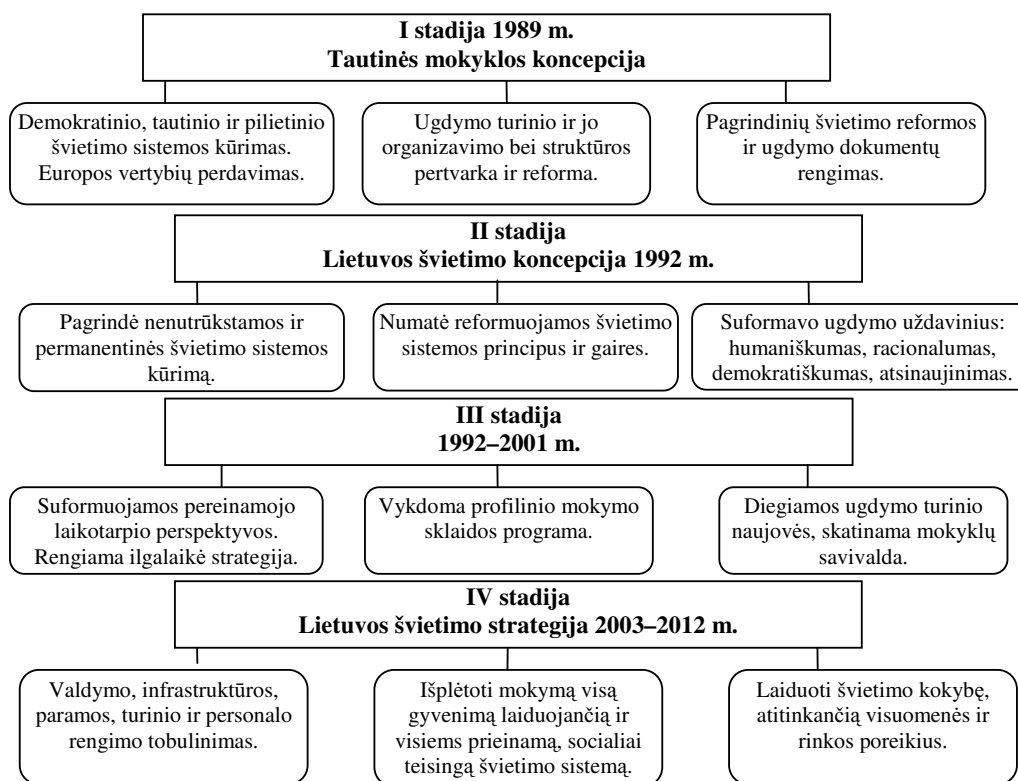 I stadija 1989 m.
Tautinės mokyklos koncepcija
Demokratinio, tautinio ir pilietinio
švietimo sistemos kūrimas.
Europos vertybių perdavimas.
Ugdymo turinio ir jo
organizavimo bei struktūros
pertvarka ir reforma.
Pagrindinių švietimo reformos
ir ugdymo dokumentų
rengimas.
II stadija
Lietuvos švietimo koncepcija 1992 m.
Pagrindė nenutrūkstamos ir
permanentinės švietimo sistemos
kūrimą.
Numatė reformuojamos švietimo
sistemos principus ir gaires.
Suformavo ugdymo uždavinius:
humaniškumas, racionalumas,
demokratiškumas, atsinaujinimas.
III stadija
1992–2001 m.
Suformuojamos pereinamojo
laikotarpio perspektyvos.
Rengiama ilgalaikė strategija.
Vykdoma profilinio mokymo
sklaidos programa.
Diegiamos ugdymo turinio
naujovės, skatinama mokyklų
savivalda.
IV stadija
Lietuvos švietimo strategija 2003–2012 m.
Valdymo, infrastruktūros,
paramos, turinio ir personalo
rengimo tobulinimas.
Išplėtoti mokymą visą
gyvenimą laiduojančią ir
visiems prieinamą, socialiai
teisingą švietimo sistemą.
Laiduoti švietimo kokybę,
atitinkančią visuomenės ir
rinkos poreikius.